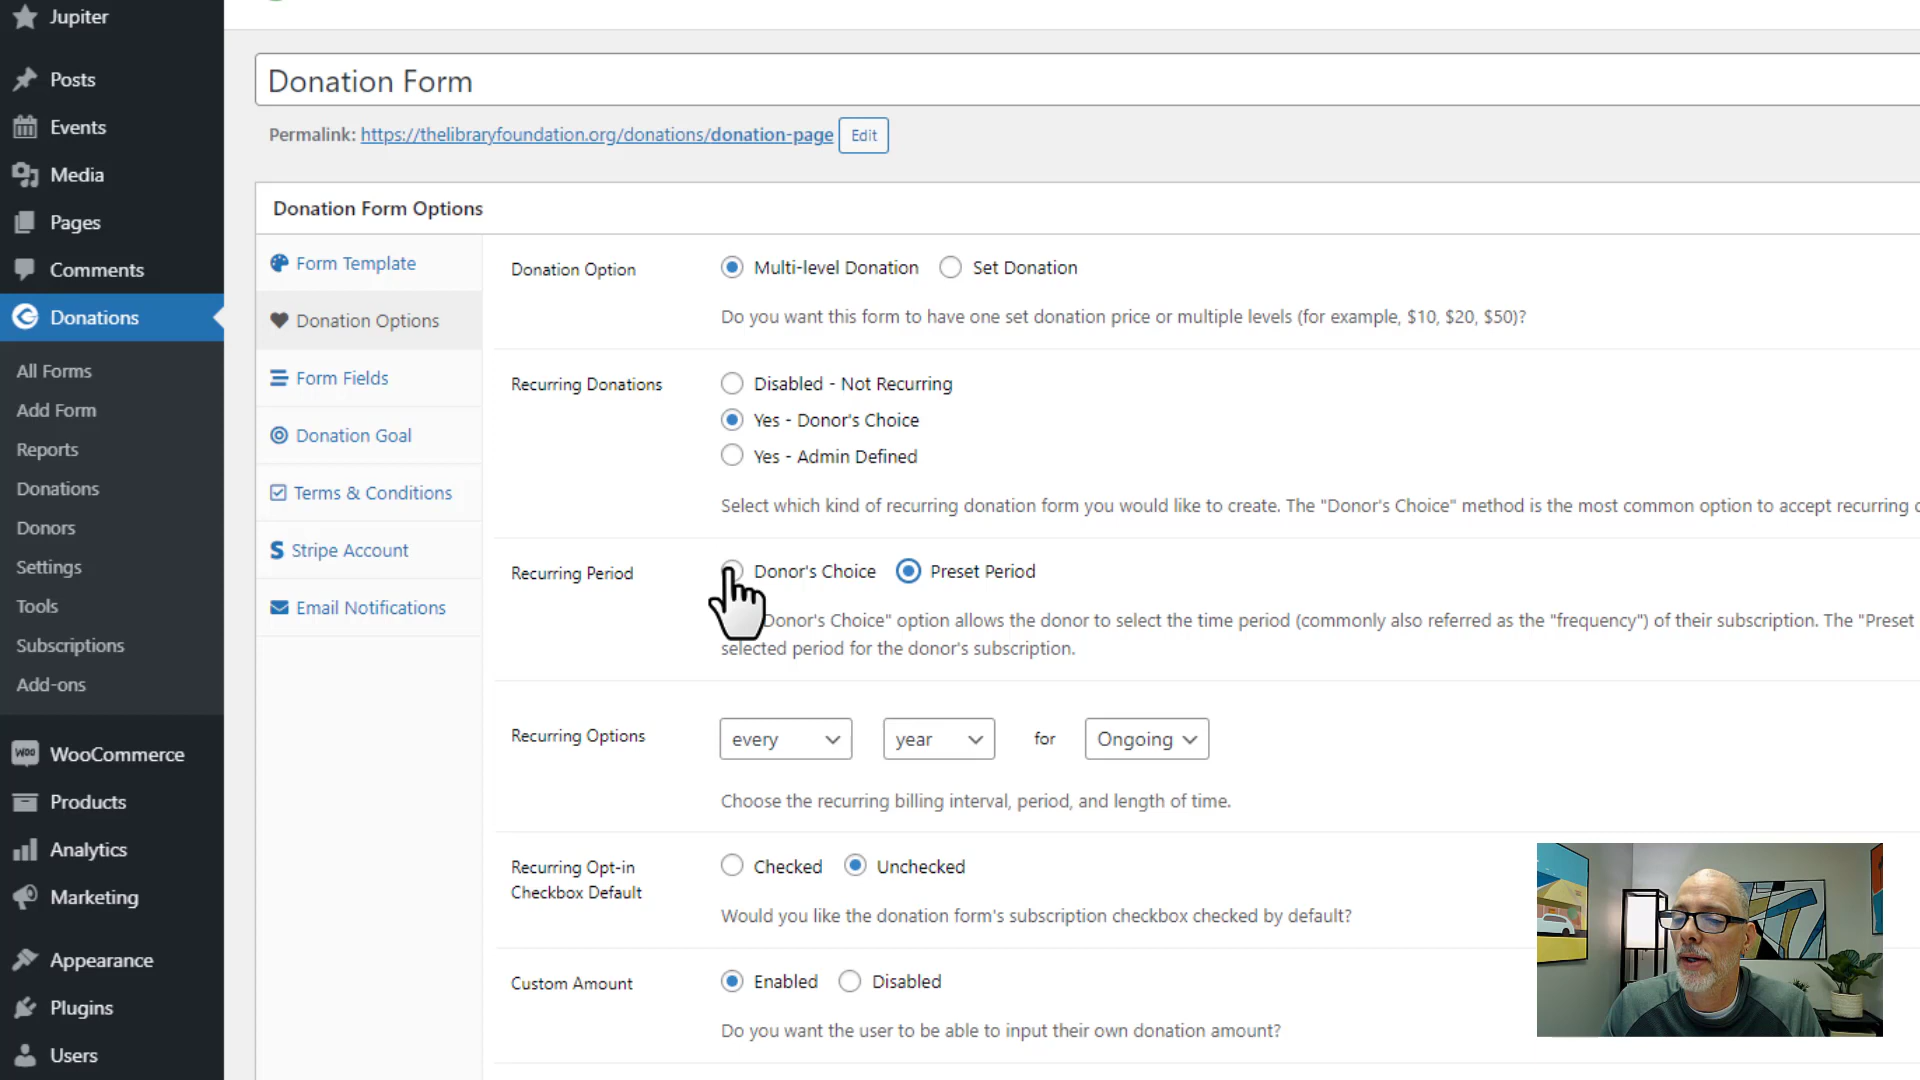 Jupiter
Posts
Events
Media
Pages
Comments
Donations
All Forms
Add Form
Reports
Donations
Donors
Settings
Tools
Subscriptions
Add-ons
WooCommerce
Products
Analytics
Marketing
Appearance
Plugins
Users
Donation Form
Permalink: https://thelibraryfoundation.org/donations/donation-page Edit
Donation Form Options
Form Template
Donation Options
Form Fields
Donation Goal
Terms & Conditions
Stripe Account
Email Notifications
Donation Option Multi-level Donation Set Donation
Do you want this form to have one set donation price or multiple levels (for example, $10, $20, $50)?
Recurring Donations Disabled - Not Recurring
Yes - Donor's Choice
Yes - Admin Defined
Select which kind of recurring donation form you would like to create. The "Donor's Choice" method is the most common option to accept recurring
Recurring Period Donor's Choice Preset Period
Donor's Choice" option allows the donor to select the time period (commonly also referred as the "frequency") of their subscription. The "Preset
selected period for the donor's subscription.
Recurring Options every year for Ongoing
Choose the recurring billing interval, period, and length of time.
Recurring Opt-in
Checkbox Default
Checked Unchecked
Would you like the donation form's subscription checkbox checked by default?
Custom Amount Enabled Disabled
Do you want the user to be able to input their own donation amount?